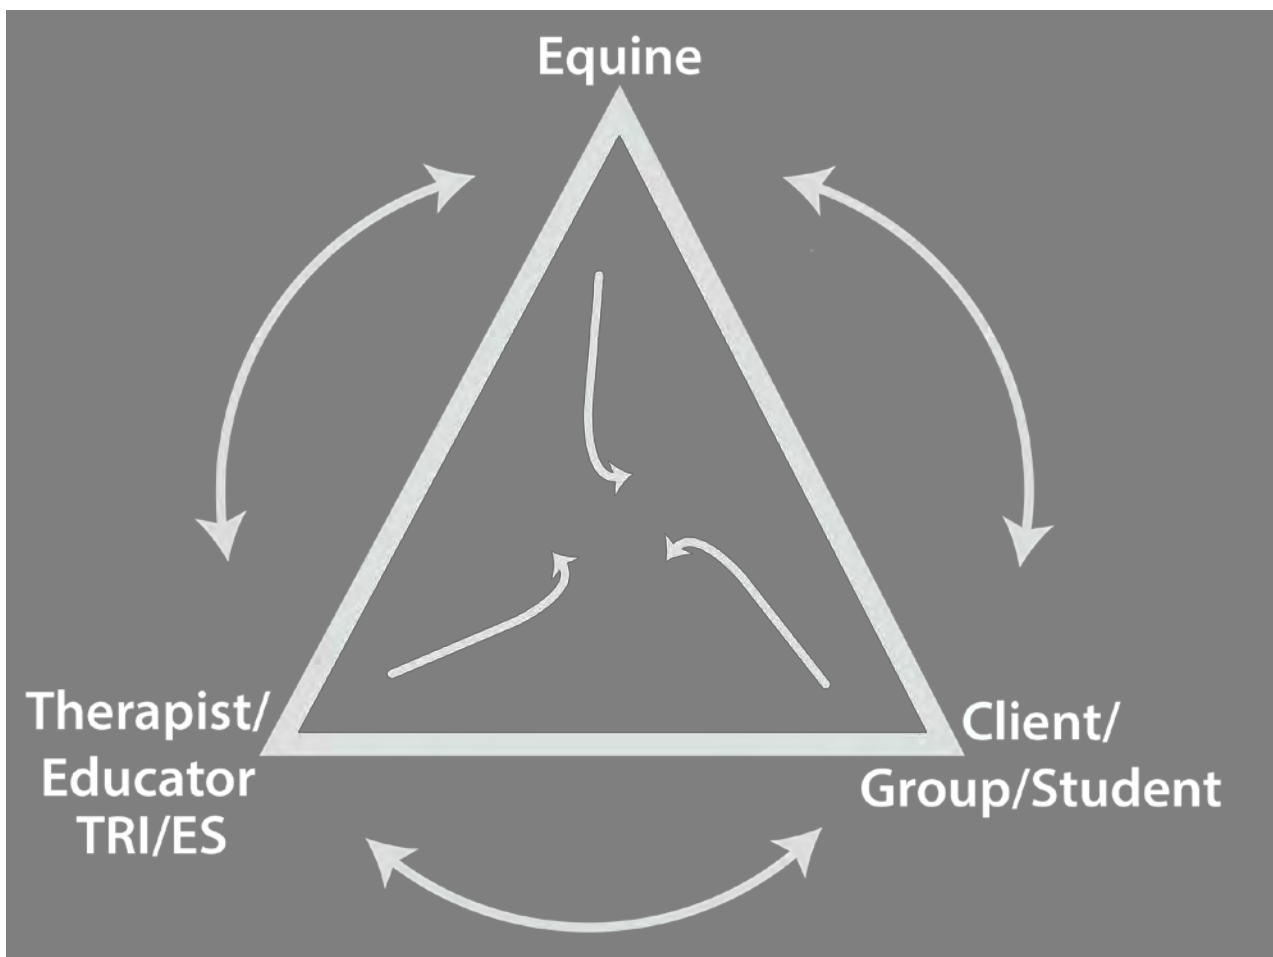 Equine
Therapist/
Educator
TRI/ES
Client/
Group/Student